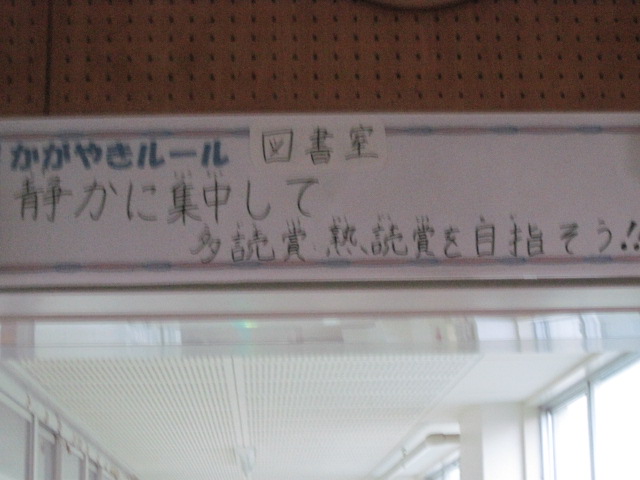 かがやきルール 図書室
静かに集中して
多読賞 熟読賞を目指そう!!